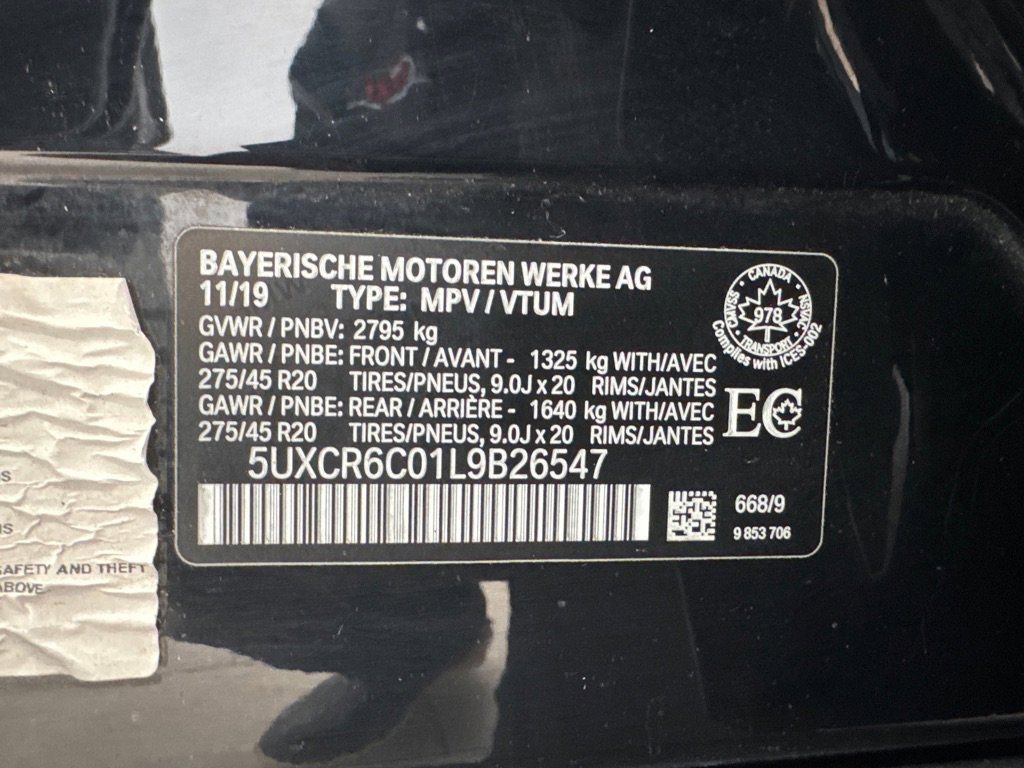 BAYERISCHE MOTOREN WERKE AG
11/19 TYPE: MPV / VTUM
GVWR / PNBV: 2795 kg
GAWR / PNBE: FRONT / AVANT - 1325 kg WITH/AVEC
275/45 R20 TIRES/PNEUS, 9.0J x 20 RIMS/JANTES
GAWR / PNBE: REAR / ARRIÈRE - 1640 kg WITH/AVEC
275/45 R20 TIRES/PNEUS, 9.0J x 20 RIMS/JANTES
5UXCR6C01L9B26547
668/9
9 853 706
CANADA
CMVSS
NSVAC
978
TRANSPORT
Complies with ICES-002
EC
SAFETY AND THEFT
ABOVE